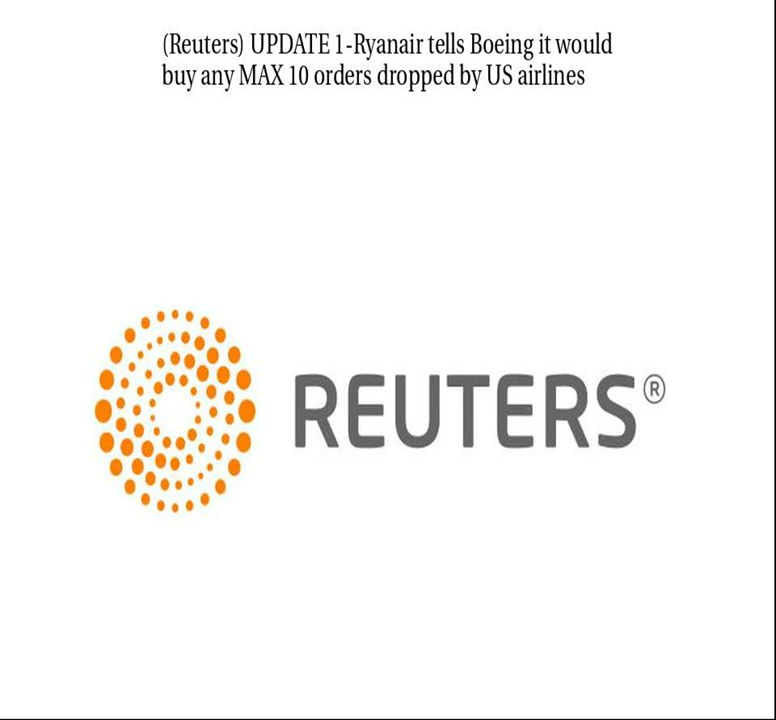 (Reuters) UPDATE 1-Ryanair tells Boeing it would
buy any MAX 10 orders dropped by US airlines
REUTERS®